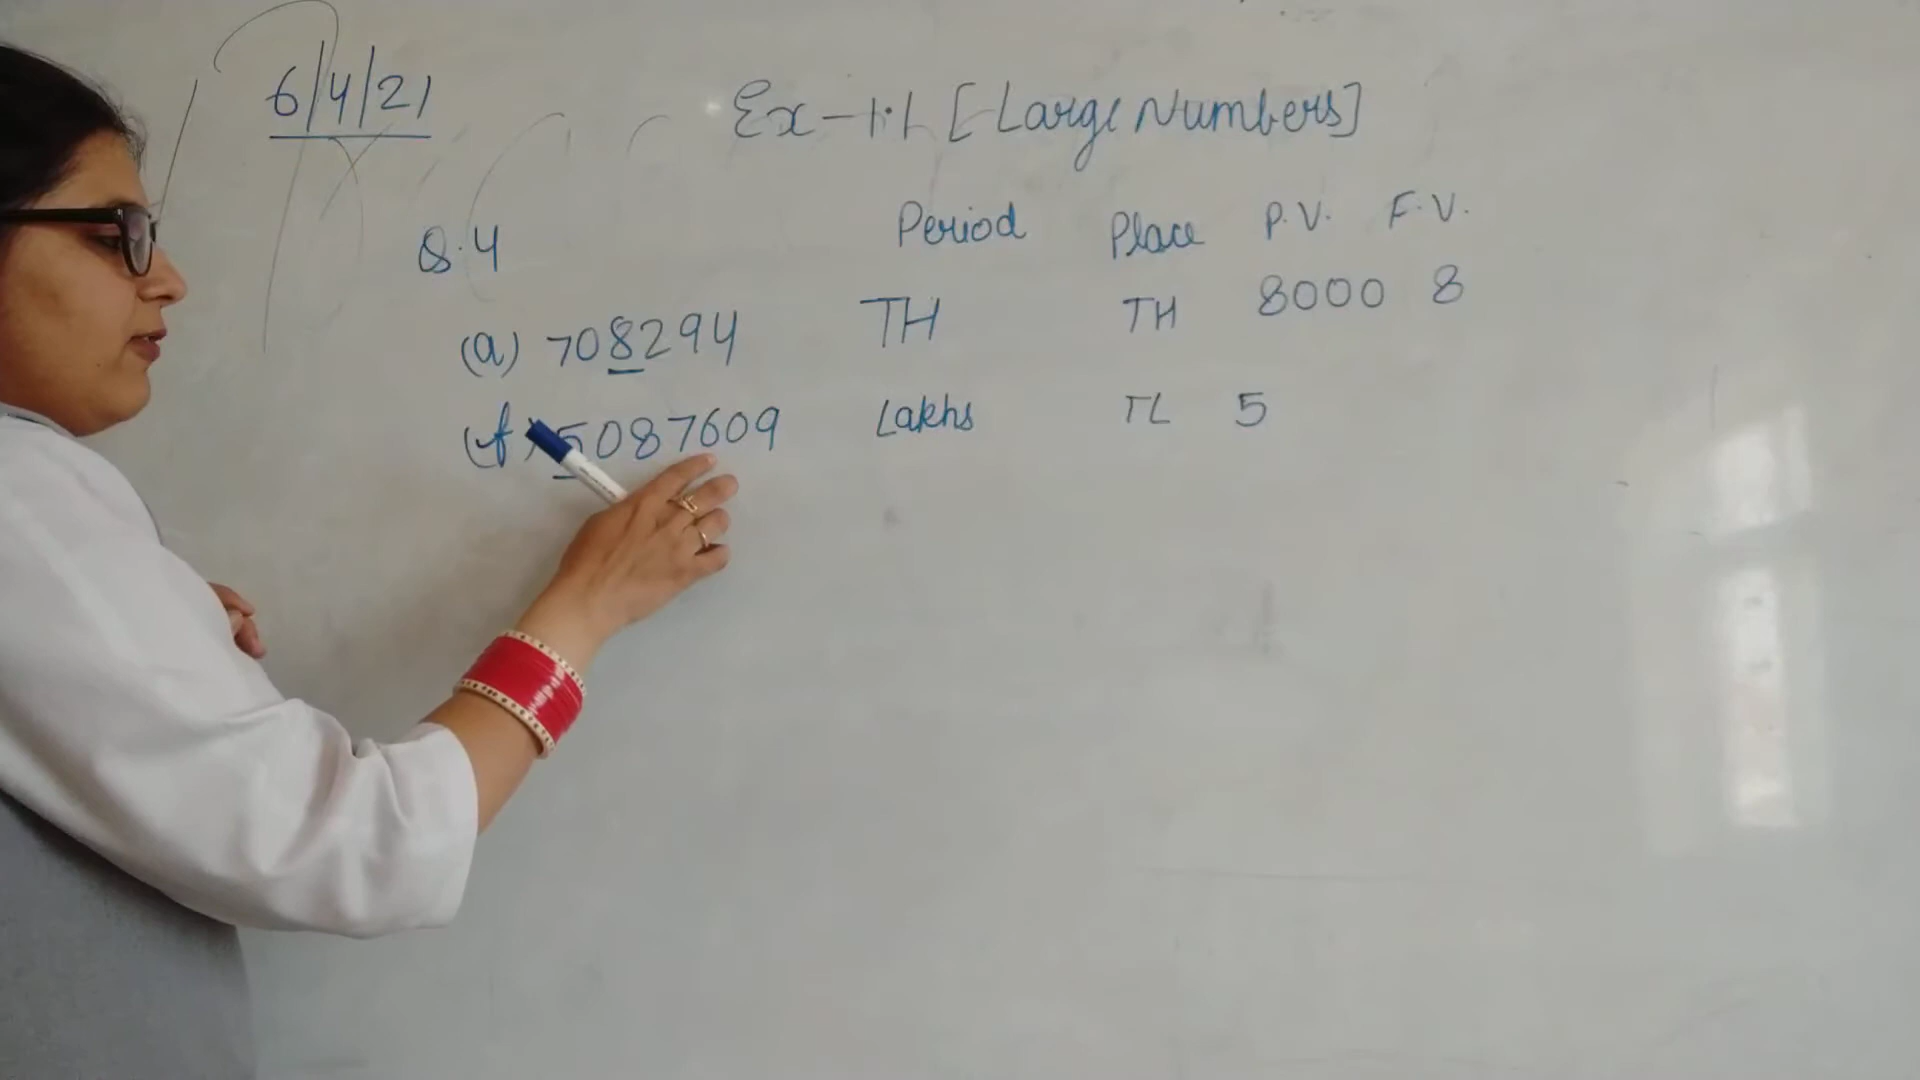 6/4/21
Ex-1.1 [Large Numbers]
Q.4 Period Place P.V. F.V.
(a) 708294 TH TH 8000 8
(f) 5087609 Lakhs TL 5